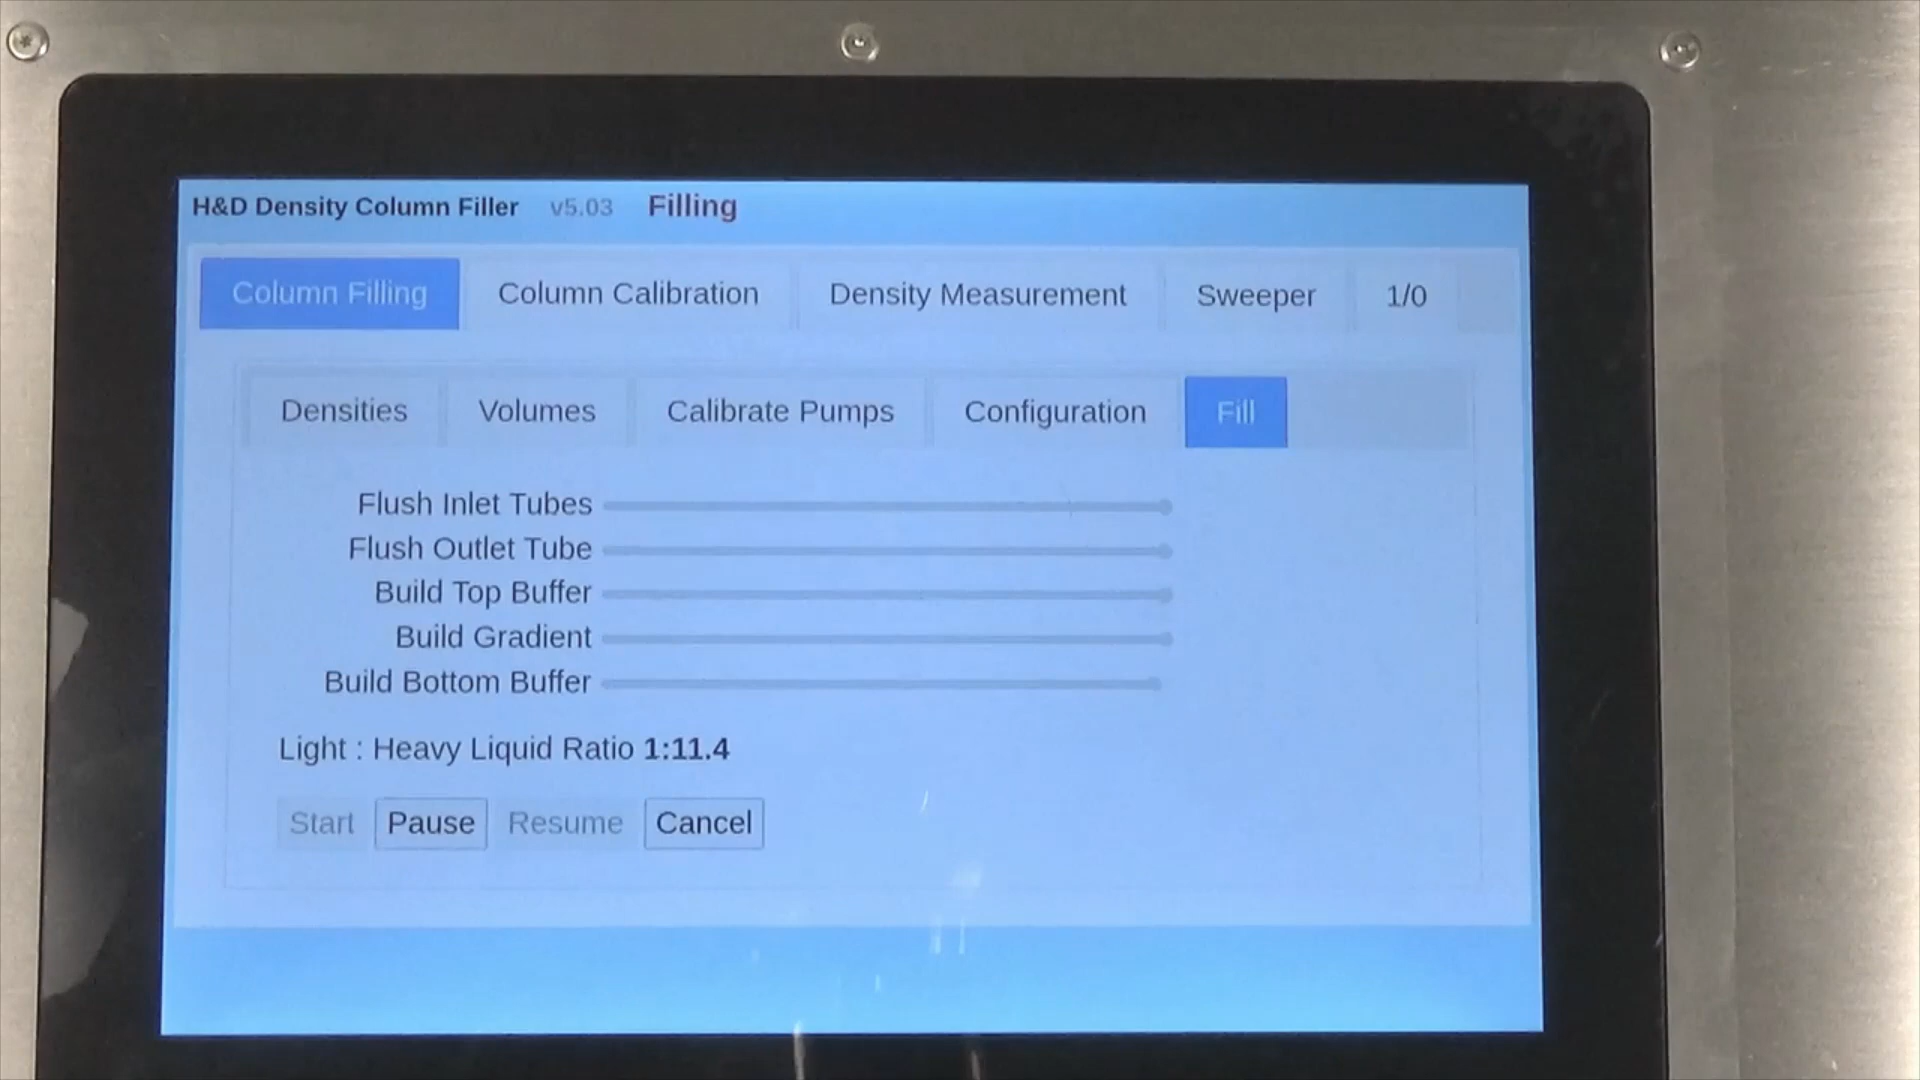 H&D Density Column Filler v5.03 Filling
Column Filling Column Calibration Density Measurement Sweeper 1/0
Densities Volumes Calibrate Pumps Configuration Fill
Flush Inlet Tubes
Flush Outlet Tube
Build Top Buffer
Build Gradient
Build Bottom Buffer
Light : Heavy Liquid Ratio 1:11.4
Start Pause Resume Cancel